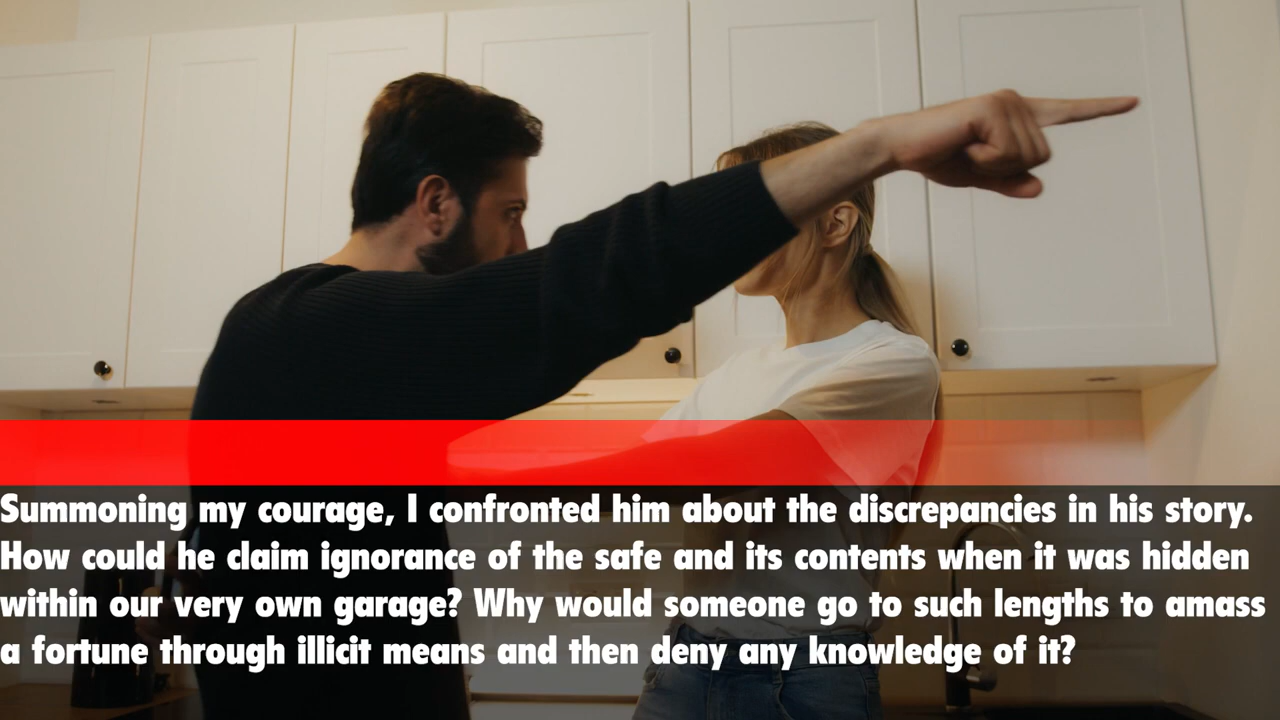 Summoning my courage, I confronted him about the discrepancies in his story.
How could he claim ignorance of the safe and its contents when it was hidden
within our very own garage? Why would someone go to such lengths to amass
a fortune through illicit means and then deny any knowledge of it?